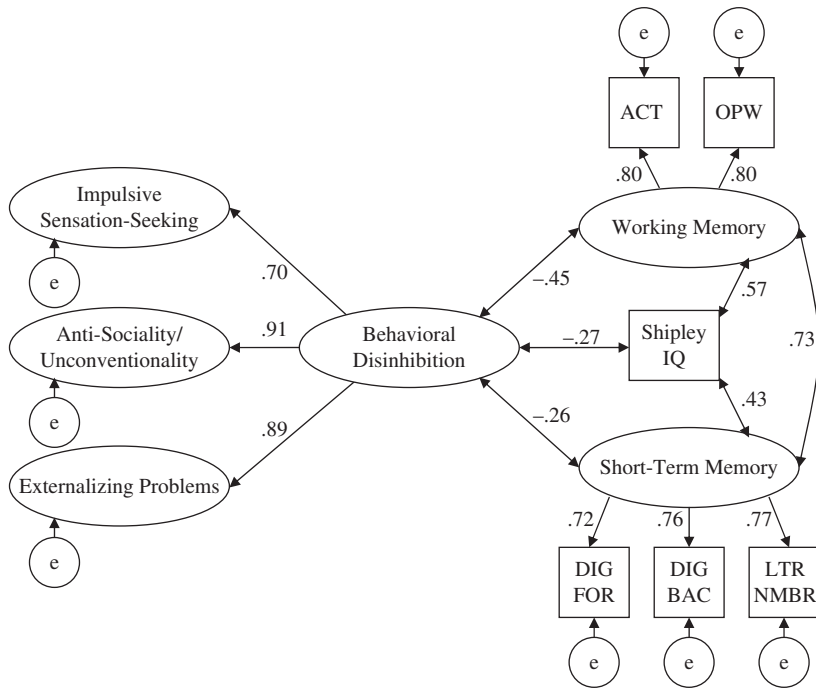 e
e
ACT
OPW
.80
.80
Impulsive
Sensation-Seeking
Working Memory
e
.70
–.45
.57
Anti-Sociality/
Unconventionality
.91
Behavioral
Disinhibition
–.27
Shipley
IQ
.73
e
.89
–.26
.43
Externalizing Problems
Short-Term Memory
e
.72
.76
.77
DIG
FOR
DIG
BAC
LTR
NMBR
e
e
e